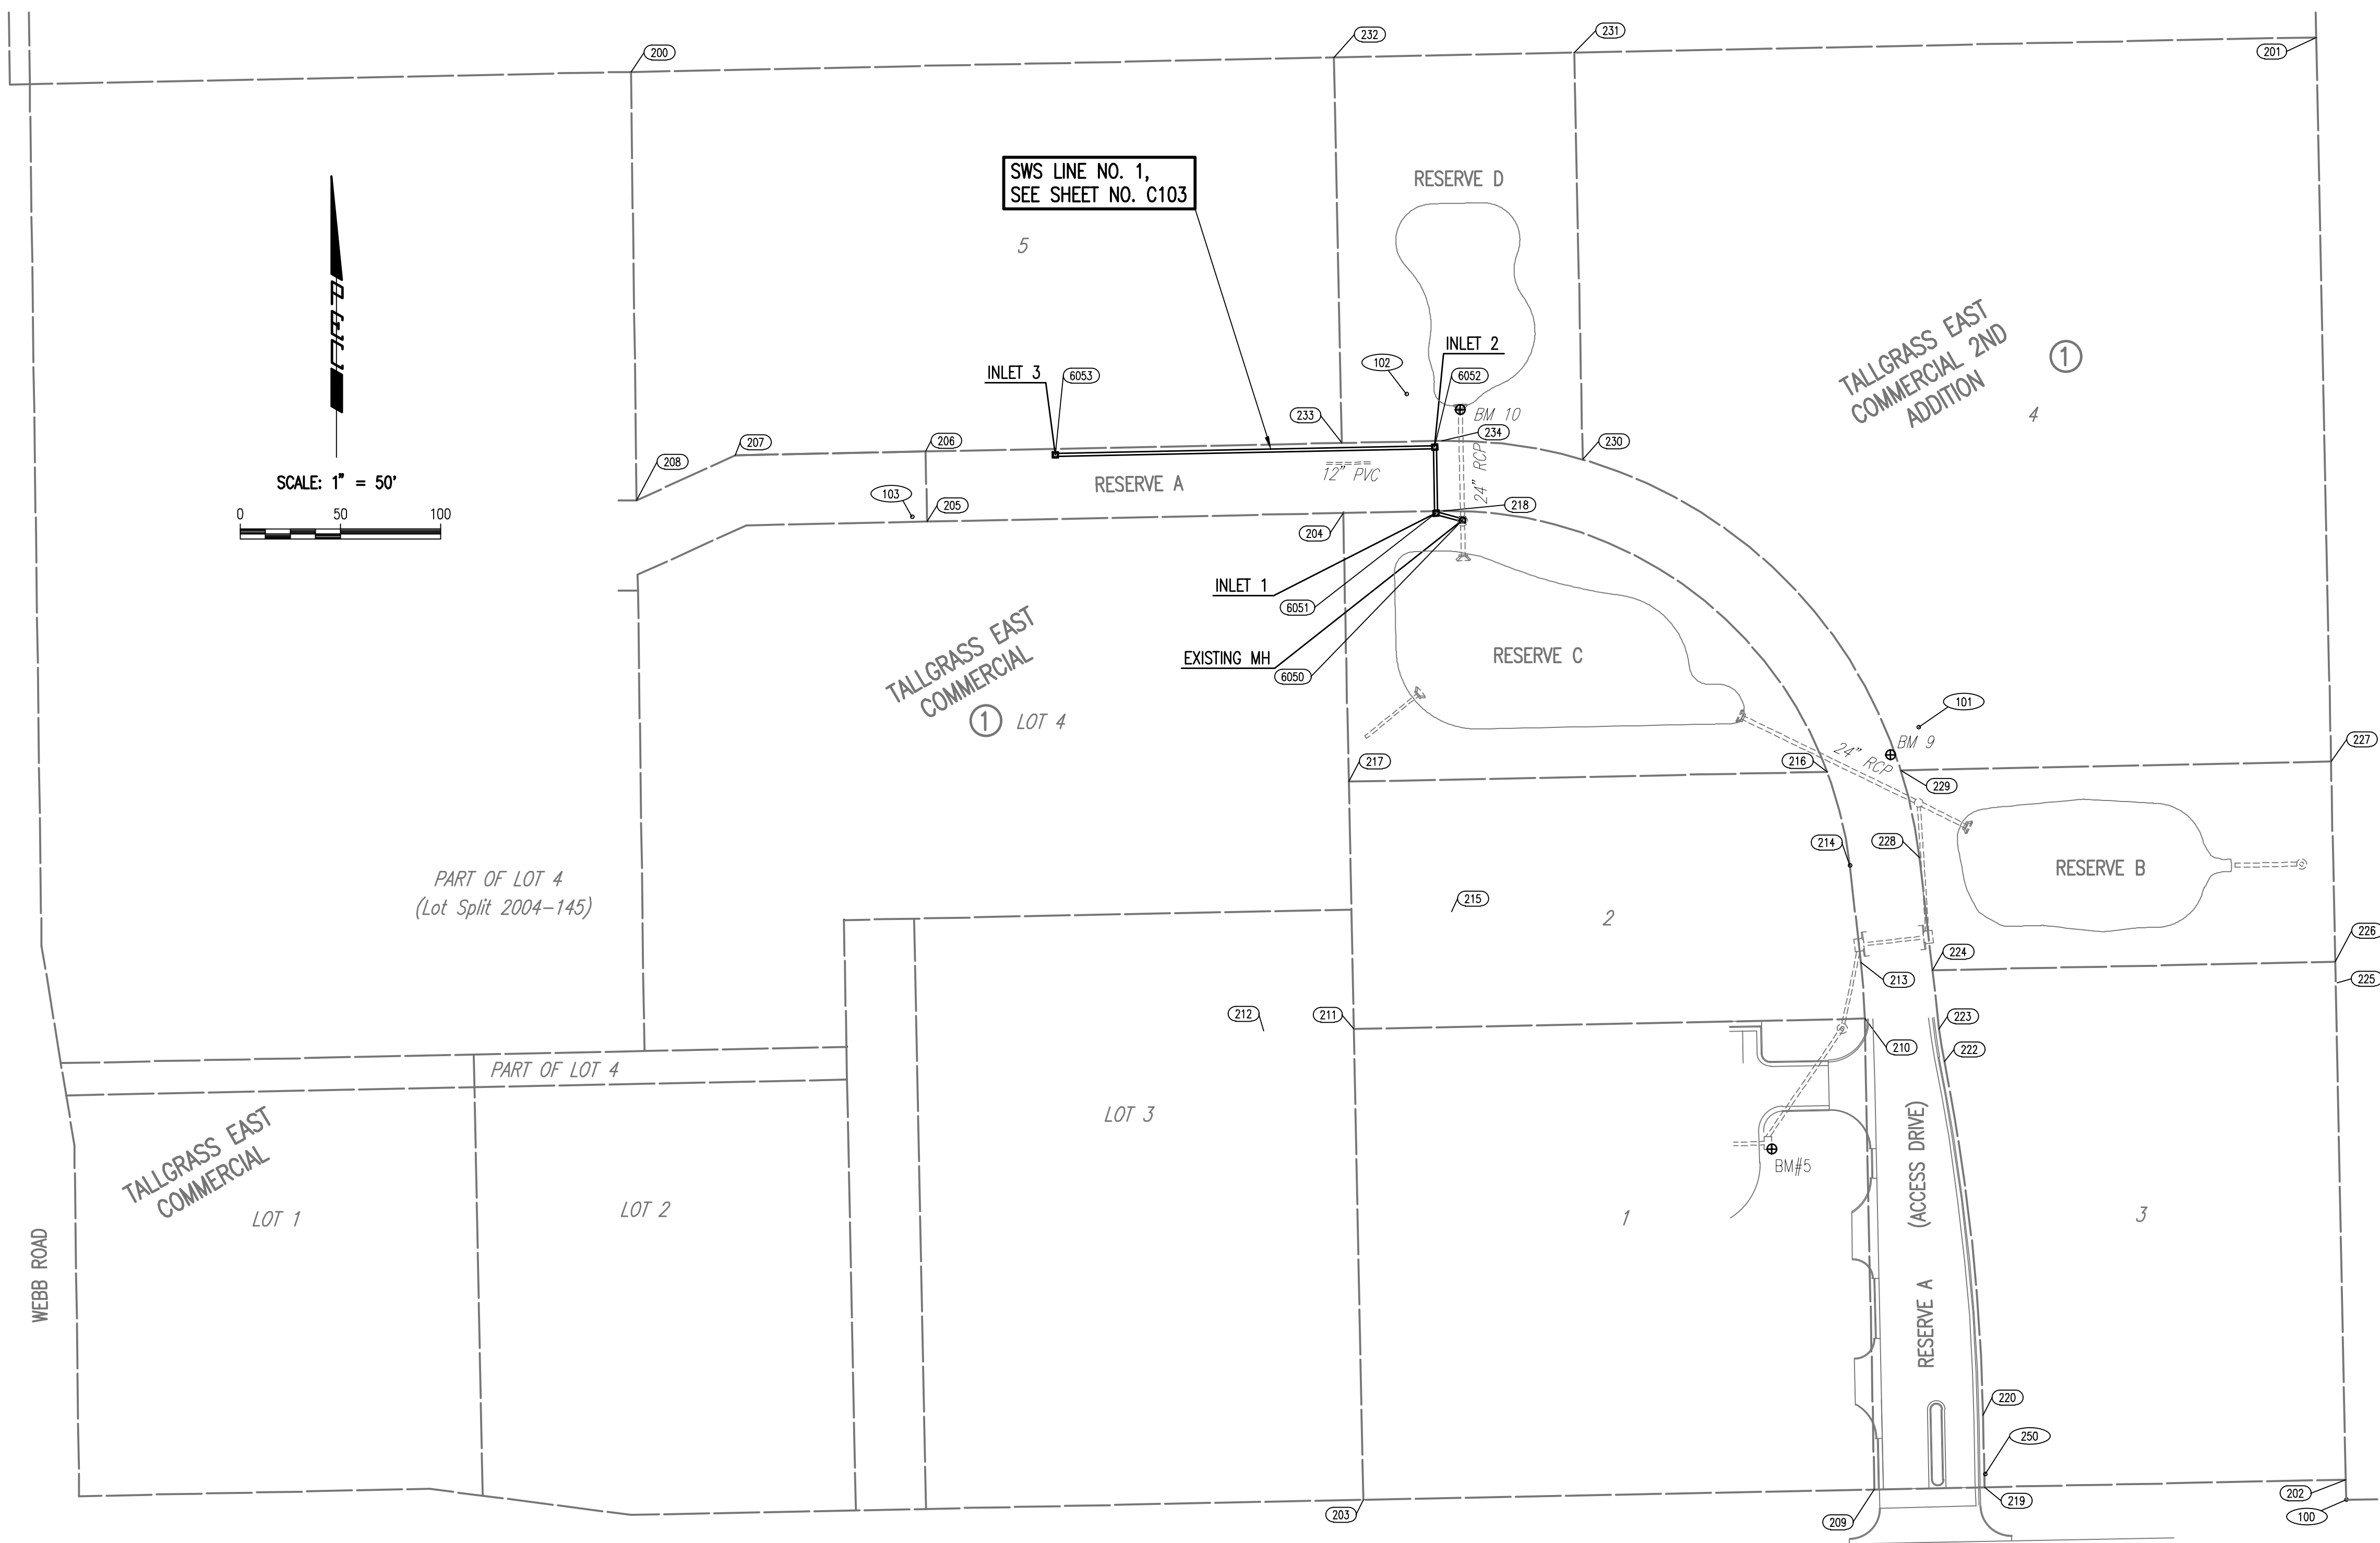 232
231
201
200
SWS LINE NO. 1,
SEE SHEET NO. C103
RESERVE D
5
TALLGRASS EAST
COMMERCIAL 2ND
ADDITION
1
4
INLET 2
102
INLET 3
6053
6052
233
BM 10
234
207
206
230
208
SCALE: 1" = 50'
0 50 100
103
RESERVE A
12" PVC
24" RCP
205
218
204
INLET 1
6051
TALLGRASS EAST
COMMERCIAL
1
LOT 4
EXISTING MH
6050
RESERVE C
101
BM 9
227
24" RCP
217
216
229
214
228
RESERVE B
PART OF LOT 4
(Lot Split 2004-145)
215
2
226
224
213
225
212
211
223
210
222
PART OF LOT 4
TALLGRASS EAST
COMMERCIAL
LOT 1
LOT 2
LOT 3
BM#5
1
(ACCESS DRIVE)
3
WEBB ROAD
RESERVE A
220
250
203
209
219
202
100